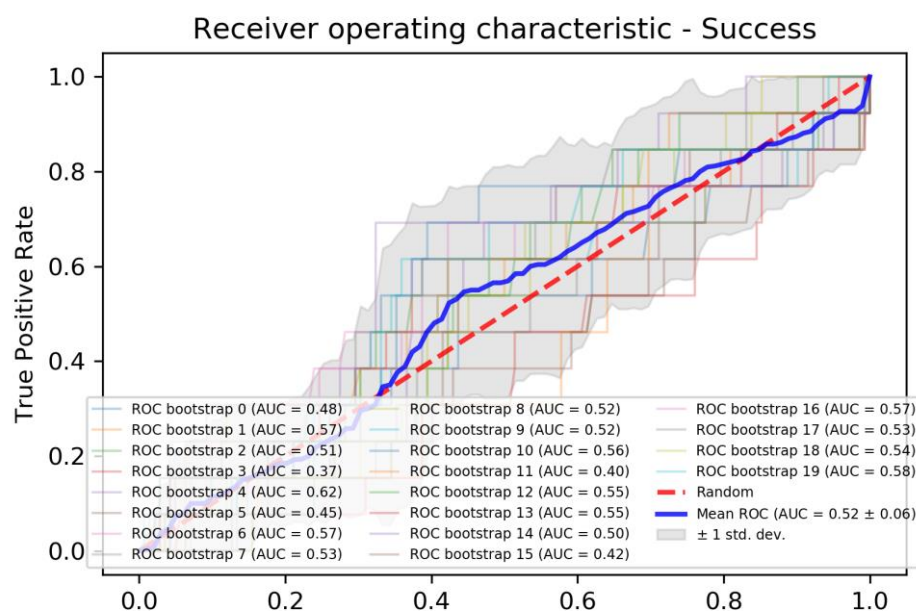 Receiver operating characteristic - Success
1.0
0.8
0.6
0.4
0.2
0.0
True Positive Rate
ROC bootstrap 0 (AUC = 0.48)
ROC bootstrap 1 (AUC = 0.57)
ROC bootstrap 2 (AUC = 0.51)
ROC bootstrap 3 (AUC = 0.37)
ROC bootstrap 4 (AUC = 0.62)
ROC bootstrap 5 (AUC = 0.45)
ROC bootstrap 6 (AUC = 0.57)
ROC bootstrap 7 (AUC = 0.53)
ROC bootstrap 8 (AUC = 0.52)
ROC bootstrap 9 (AUC = 0.52)
ROC bootstrap 10 (AUC = 0.56)
ROC bootstrap 11 (AUC = 0.40)
ROC bootstrap 12 (AUC = 0.55)
ROC bootstrap 13 (AUC = 0.55)
ROC bootstrap 14 (AUC = 0.50)
ROC bootstrap 15 (AUC = 0.42)
ROC bootstrap 16 (AUC = 0.57)
ROC bootstrap 17 (AUC = 0.53)
ROC bootstrap 18 (AUC = 0.54)
ROC bootstrap 19 (AUC = 0.58)
Random
Mean ROC (AUC = 0.52 ± 0.06)
± 1 std. dev.
0.0 0.2 0.4 0.6 0.8 1.0